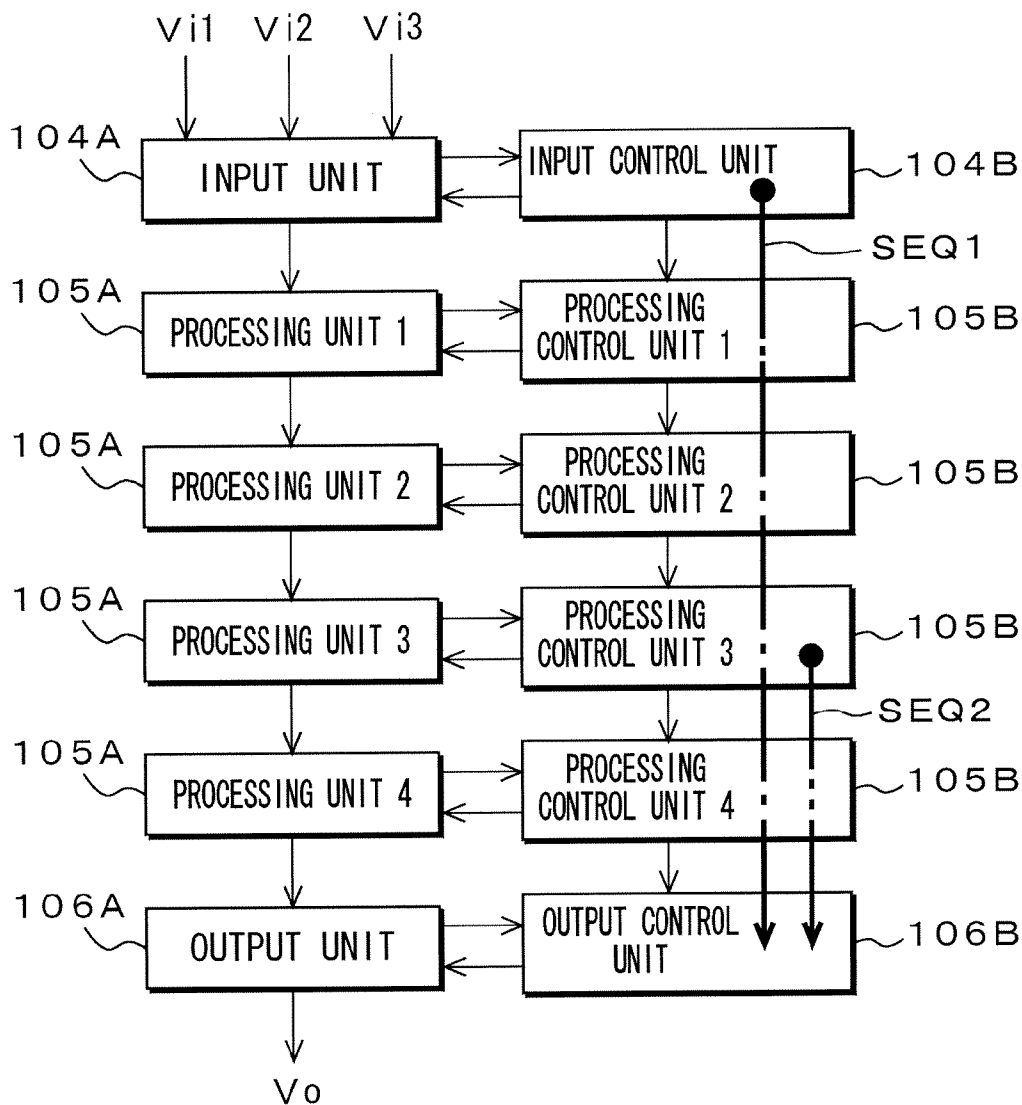 Vi1 Vi2 Vi3
104A
INPUT UNIT
INPUT CONTROL UNIT
104B
SEQ1
105A
PROCESSING UNIT 1
PROCESSING
CONTROL UNIT 1
105B
105A
PROCESSING UNIT 2
PROCESSING
CONTROL UNIT 2
105B
105A
PROCESSING UNIT 3
PROCESSING
CONTROL UNIT 3
105B
SEQ2
105A
PROCESSING UNIT 4
PROCESSING
CONTROL UNIT 4
105B
106A
OUTPUT UNIT
OUTPUT CONTROL
UNIT
106B
Vo